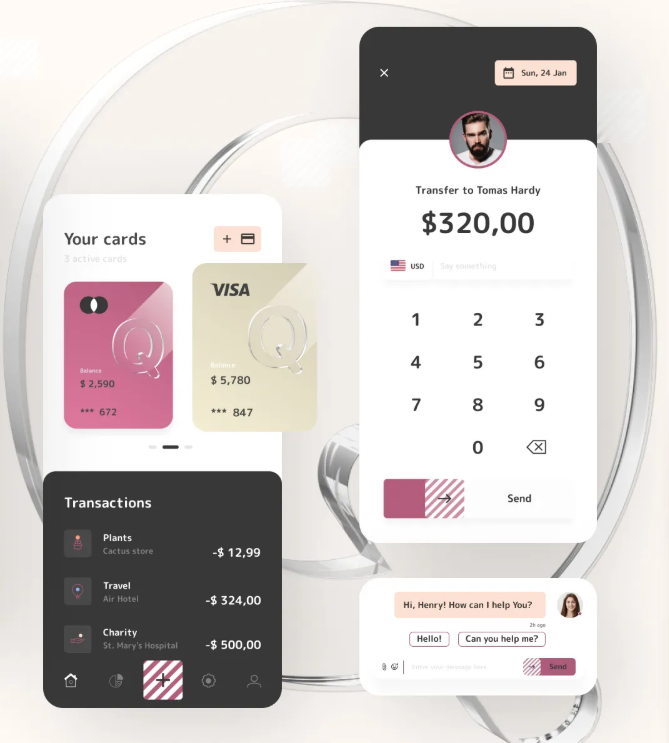 Your cards
3 active cards
Balance
$ 2,590
*** 672
VISA
Balance
$ 5,780
*** 847
Transactions
Plants
Cactus store
-$ 12,99
Travel
Air Hotel
-$ 324,00
Charity
St. Mary's Hospital
-$ 500,00
Sun, 24 Jan
Transfer to Tomas Hardy
$320,00
USD
Say something
1 2 3
4 5 6
7 8 9
0
Send
Hi, Henry! How can I help You?
2h ago
Hello!
Can you help me?
Enter your message here
Send